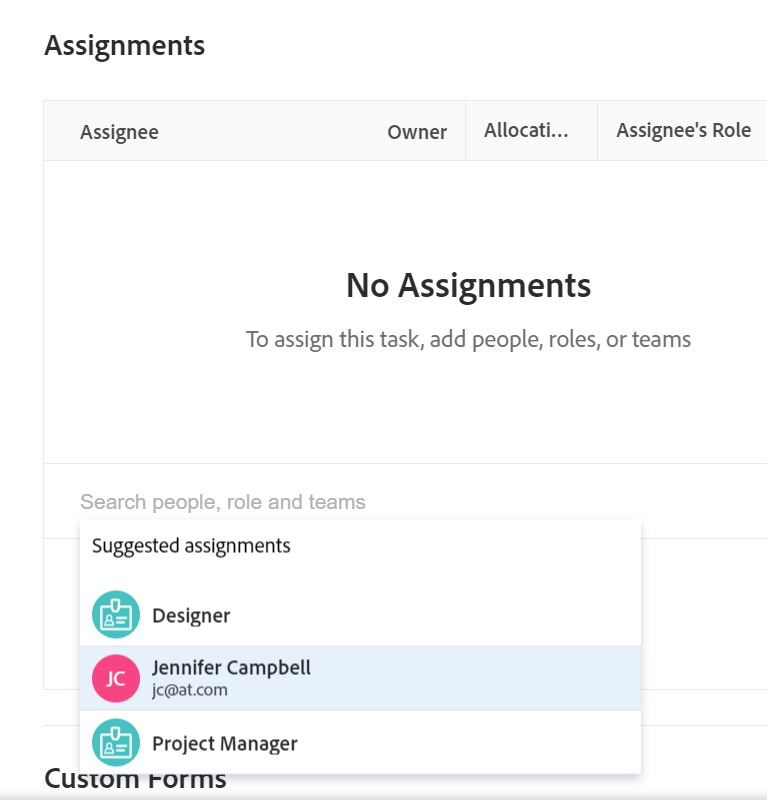 Assignments
Assignee Owner Allocati... Assignee's Role
No Assignments
To assign this task, add people, roles, or teams
Search people, role and teams
Suggested assignments
Designer
JC Jennifer Campbell
jc@at.com
Project Manager
Custom Forms